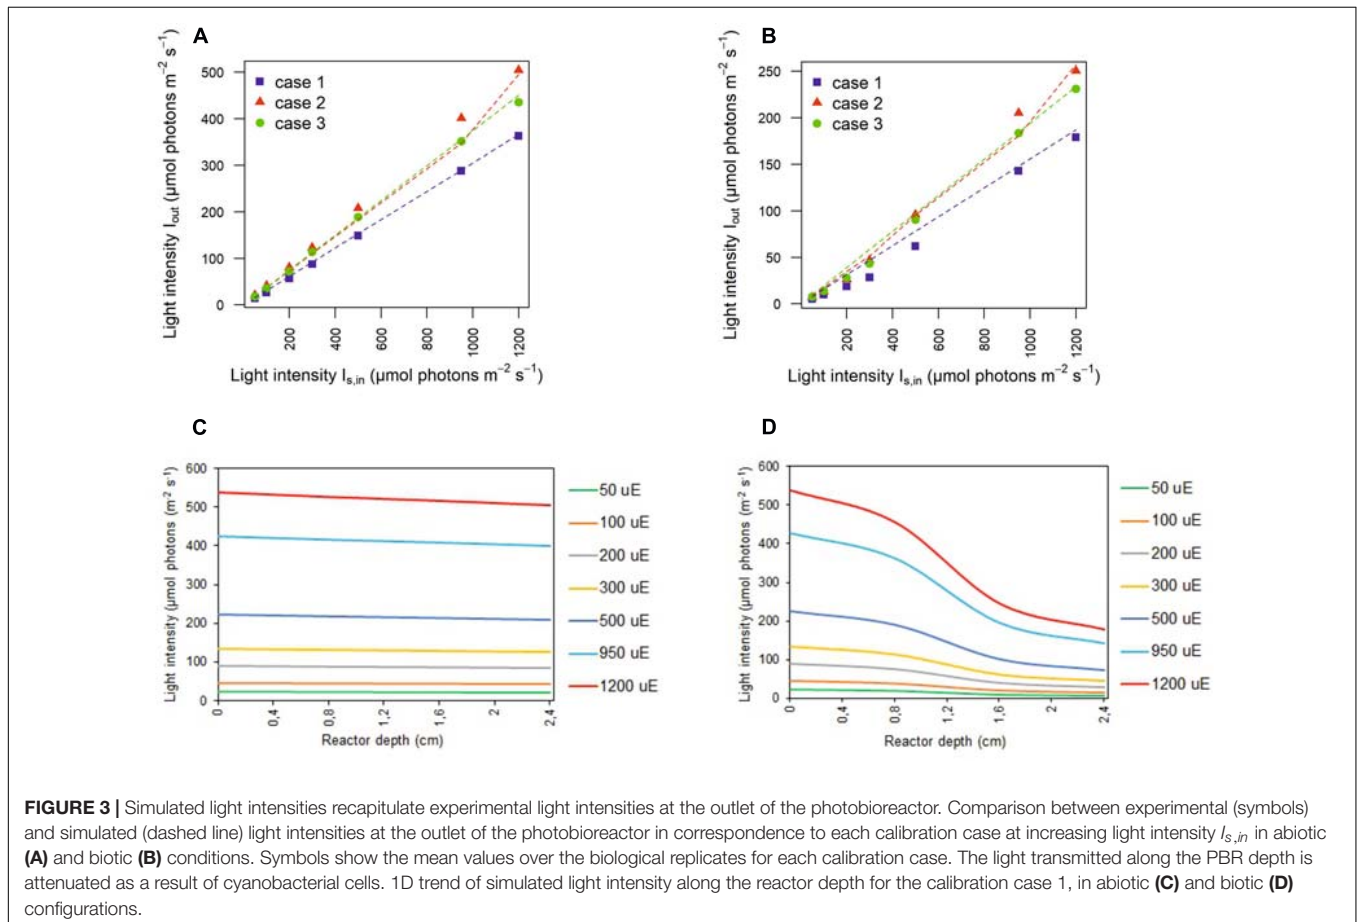 A
Light intensity Iout (µmol photons m−2 s−1)
500
400
300
200
100
0
case 1
case 2
case 3
200
400
600
800
1000
1200
Light intensity Is,in (µmol photons m−2 s−1)
B
Light intensity Iout (µmol photons m−2 s−1)
250
200
150
100
50
0
case 1
case 2
case 3
200
400
600
800
1000
1200
Light intensity Is,in (µmol photons m−2 s−1)
C
Light intensity (µmol photons (m-2 s-1)
600
500
400
300
200
100
0
0
0,4
0,8
1,2
1,6
2
2,4
Reactor depth (cm)
50 uE
100 uE
200 uE
300 uE
500 uE
950 uE
1200 uE
D
Light intensity (µmol photons (m-2 s-1)
600
500
400
300
200
100
0
0
0,4
0,8
1,2
1,6
2
2,4
Reactor depth (cm)
50 uE
100 uE
200 uE
300 uE
500 uE
950 uE
1200 uE
FIGURE 3 | Simulated light intensities recapitulate experimental light intensities at the outlet of the photobioreactor. Comparison between experimental (symbols)
and simulated (dashed line) light intensities at the outlet of the photobioreactor in correspondence to each calibration case at increasing light intensity Is,in in abiotic
(A) and biotic (B) conditions. Symbols show the mean values over the biological replicates for each calibration case. The light transmitted along the PBR depth is
attenuated as a result of cyanobacterial cells. 1D trend of simulated light intensity along the reactor depth for the calibration case 1, in abiotic (C) and biotic (D)
configurations.